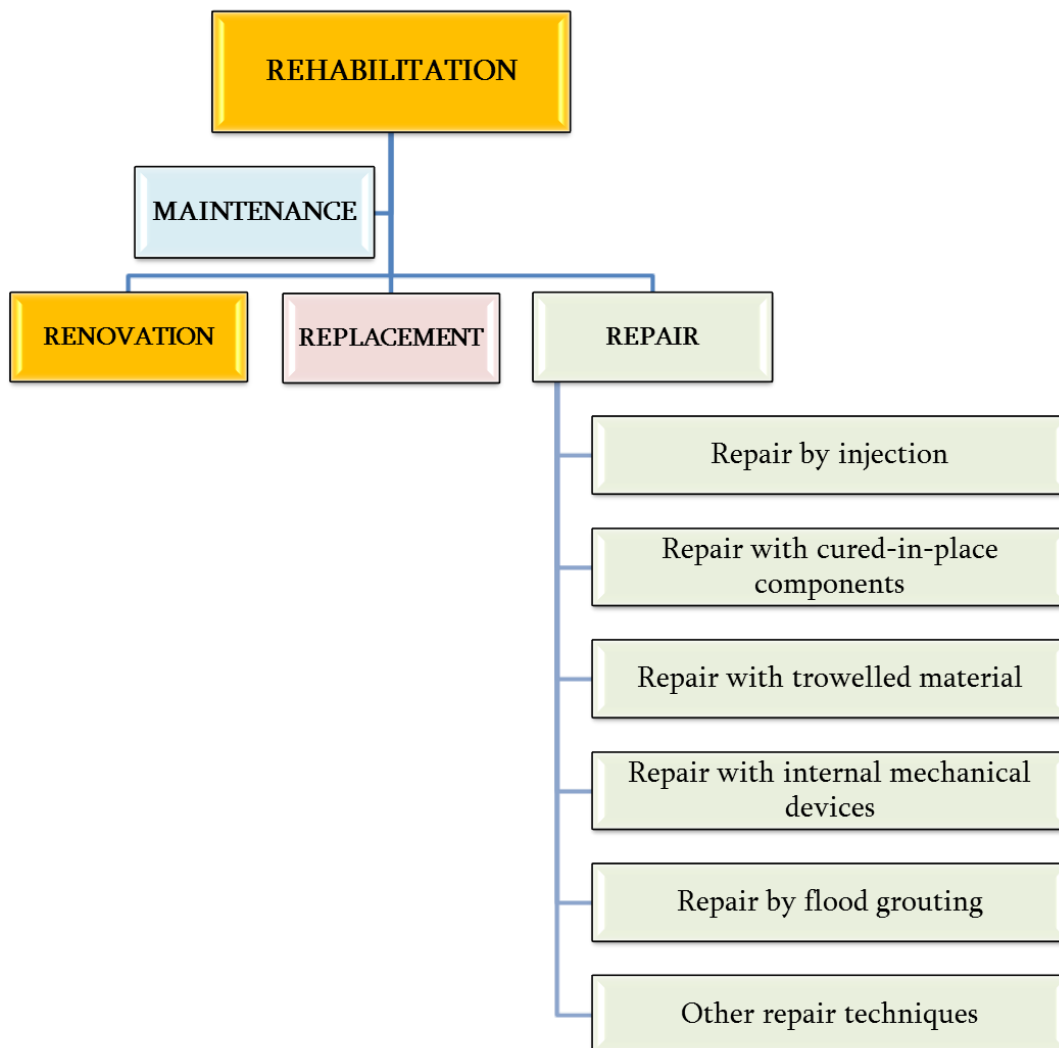 REHABILITATION
MAINTENANCE
RENOVATION
REPLACEMENT
REPAIR
Repair by injection
Repair with cured-in-place
components
Repair with trowelled material
Repair with internal mechanical
devices
Repair by flood grouting
Other repair techniques